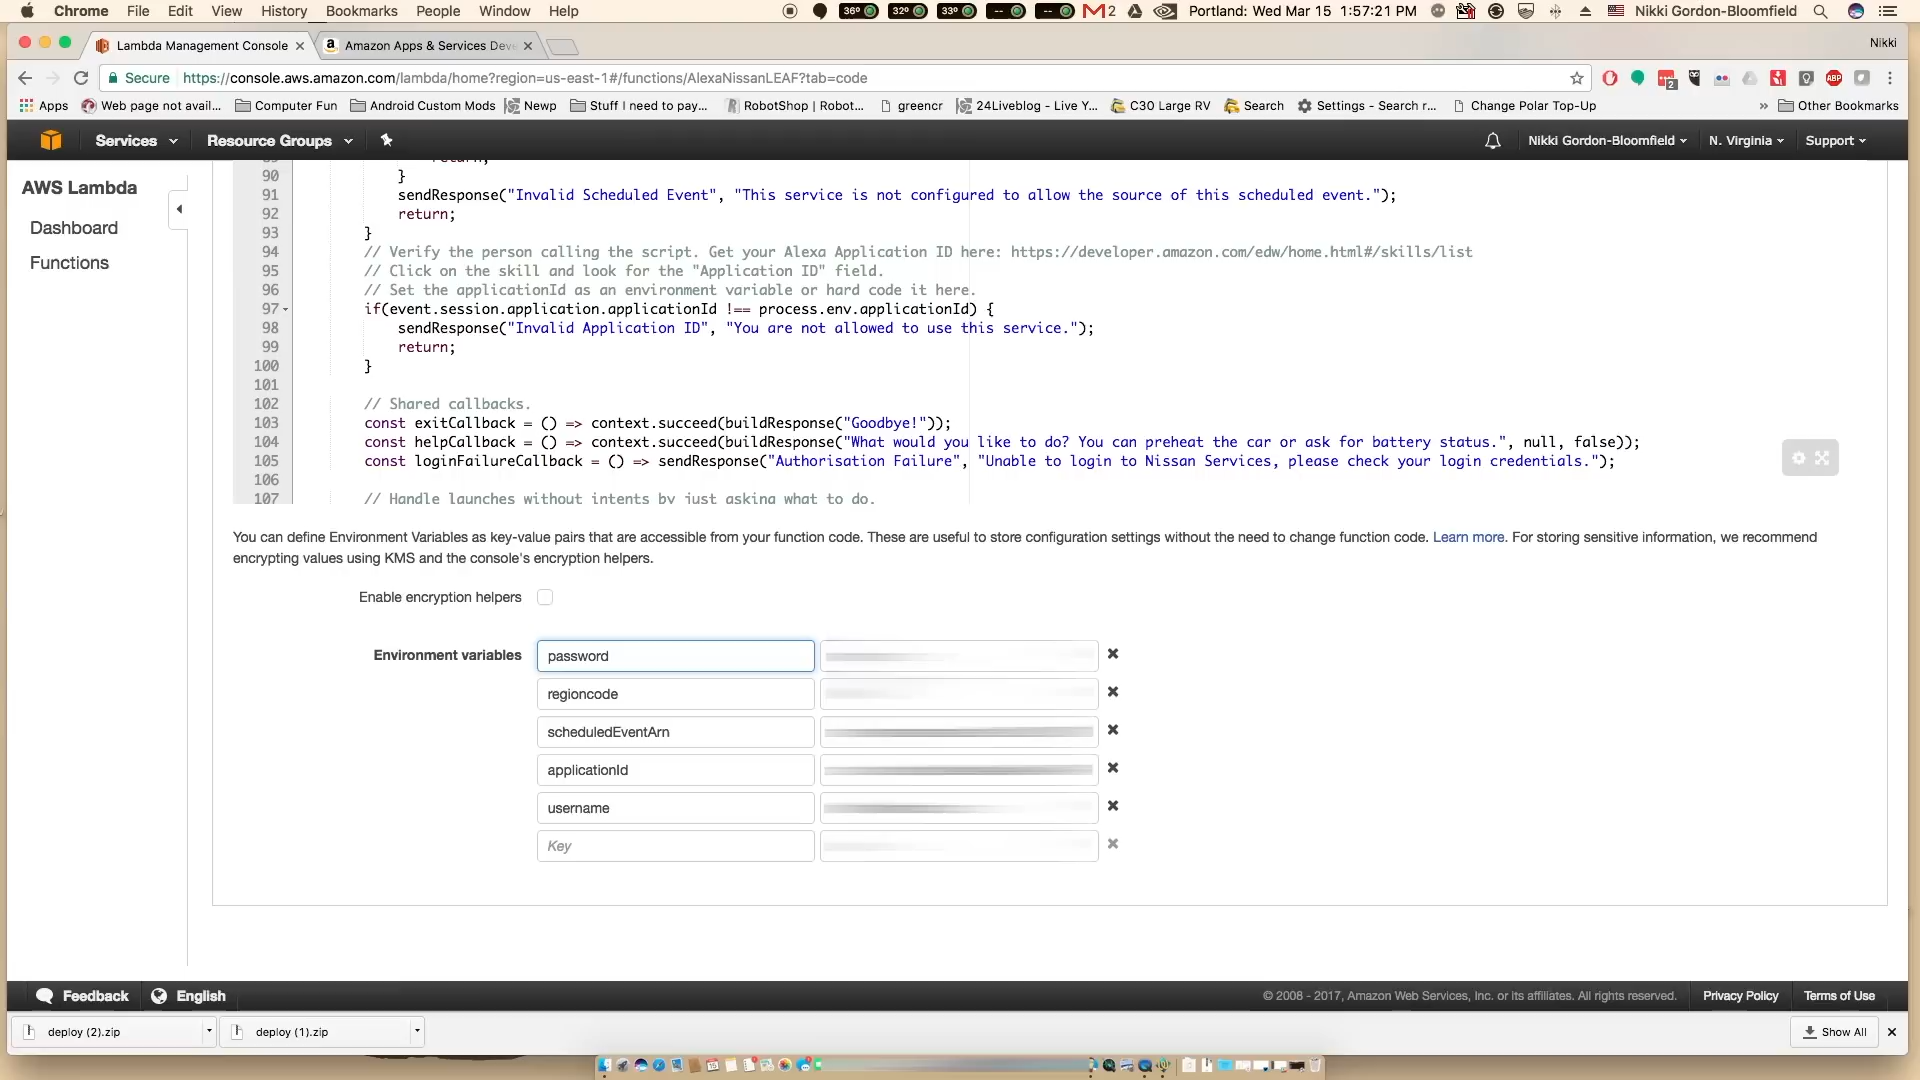 Chrome File Edit View History Bookmarks People Window Help 36º 32º 33º -- -- 2 Portland: Wed Mar 15 1:57:21 PM Nikki Gordon-Bloomfield
Lambda Management Console Amazon Apps & Services Dev Nikki
Secure https://console.aws.amazon.com/lambda/home?region=us-east-1#/functions/AlexaNissanLEAF?tab=code 2 ABP
Apps Web page not avail... Computer Fun Android Custom Mods Newp Stuff I need to pay... RobotShop | Robot... greencr 24Liveblog - Live Y... C30 Large RV Search Settings - Search r... Change Polar Top-Up » Other Bookmarks
Services Resource Groups Nikki Gordon-Bloomfield N. Virginia Support
AWS Lambda
Dashboard
Functions
89 return;
90 }
91 sendResponse("Invalid Scheduled Event", "This service is not configured to allow the source of this scheduled event.");
92 return;
93 }
94 // Verify the person calling the script. Get your Alexa Application ID here: https://developer.amazon.com/edw/home.html#/skills/list
95 // Click on the skill and look for the "Application ID" field.
96 // Set the applicationId as an environment variable or hard code it here.
97 if(event.session.application.applicationId !== process.env.applicationId) {
98 sendResponse("Invalid Application ID", "You are not allowed to use this service.");
99 return;
100 }
101
102 // Shared callbacks.
103 const exitCallback = () => context.succeed(buildResponse("Goodbye!"));
104 const helpCallback = () => context.succeed(buildResponse("What would you like to do? You can preheat the car or ask for battery status.", null, false));
105 const loginFailureCallback = () => sendResponse("Authorisation Failure", "Unable to login to Nissan Services, please check your login credentials.");
106
107 // Handle launches without intents by just asking what to do.
You can define Environment Variables as key-value pairs that are accessible from your function code. These are useful to store configuration settings without the need to change function code. Learn more. For storing sensitive information, we recommend
encrypting values using KMS and the console's encryption helpers.
Enable encryption helpers
Environment variables password
regioncode
scheduledEventArn
applicationId
username
Key
Feedback English © 2008 - 2017, Amazon Web Services, Inc. or its affiliates. All rights reserved. Privacy Policy Terms of Use
deploy (2).zip deploy (1).zip Show All